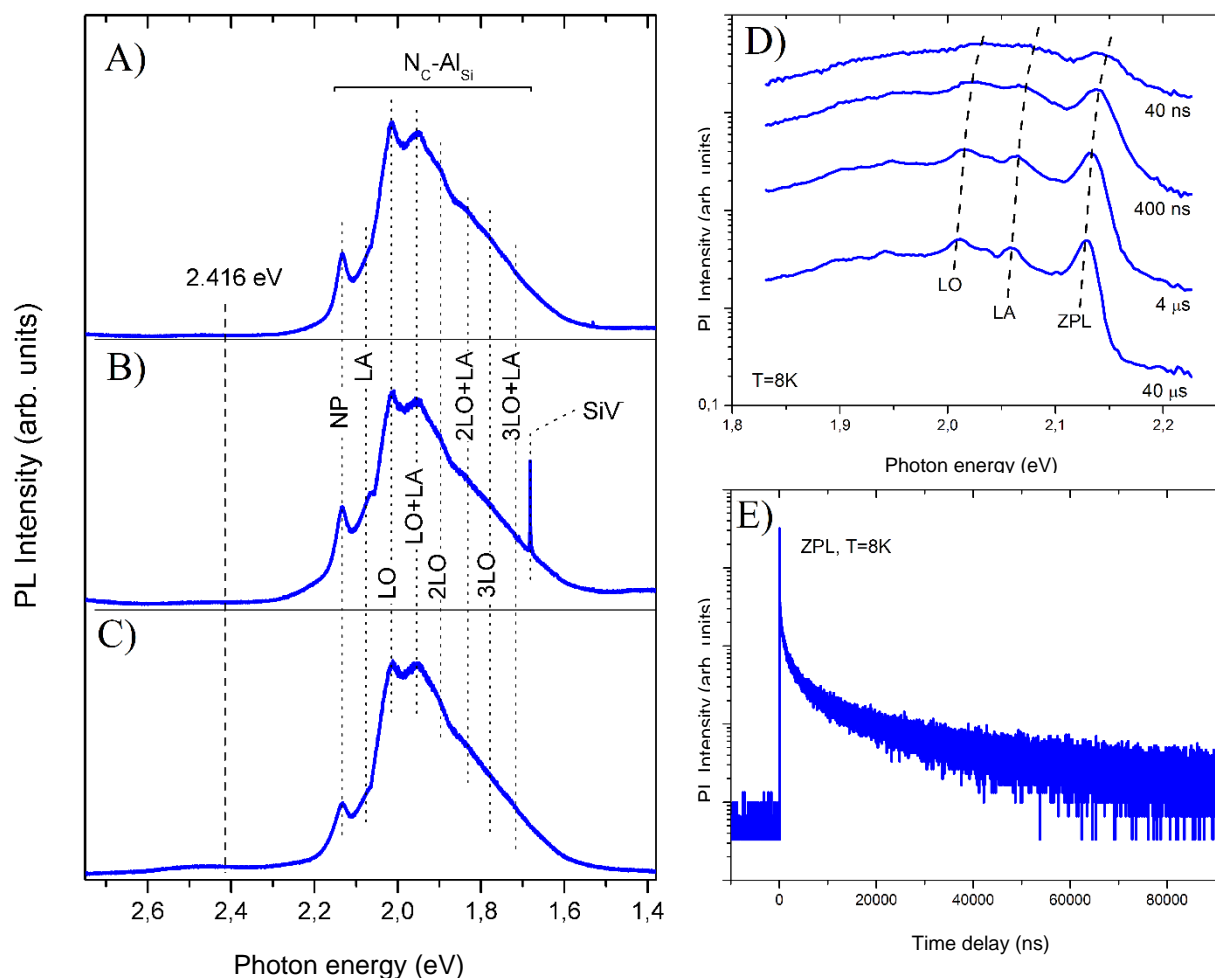 A)
N_C-Al_Si
2.416 eV
PL Intensity (arb. units)
B)
NP
LA
LO
LO+LA
2LO
2LO+LA
3LO
3LO+LA
SiV⁻
C)
2,6
2,4
2,2
2,0
1,8
1,6
1,4
Photon energy (eV)
D)
40 ns
400 ns
4 µs
40 µs
LO
LA
ZPL
T=8K
PL Intensity (arb. units)
0,1
1,8
1,9
2,0
2,1
2,2
Photon energy (eV)
E)
ZPL, T=8K
PL Intensity (arb. units)
0
20000
40000
60000
80000
Time delay (ns)